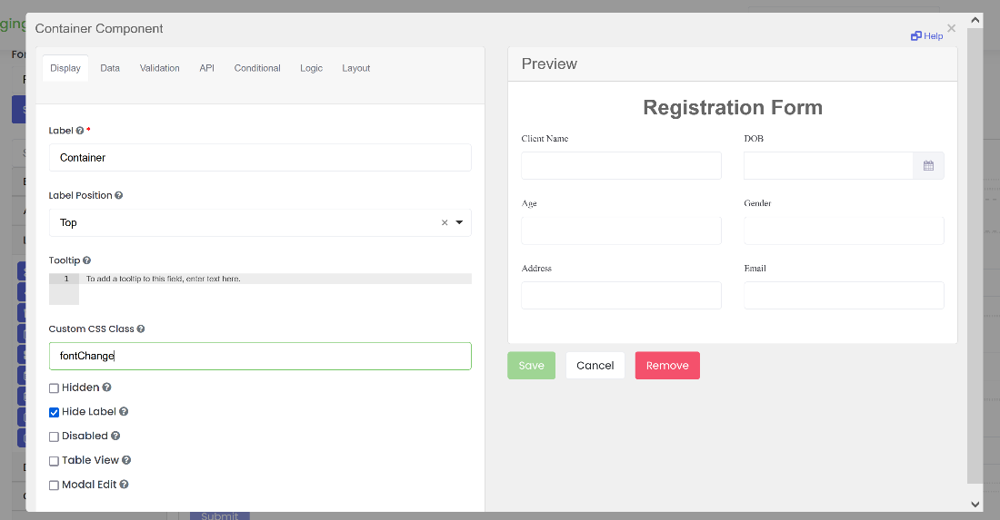 ging
Container Component
Help
Display Data Validation API Conditional Logic Layout
Label *
Container
Label Position
Top
Tooltip
1 To add a tooltip to this field, enter text here.
Custom CSS Class
fontChange
Hidden
Hide Label
Disabled
Table View
Modal Edit
Preview
Registration Form
Client Name DOB
Age Gender
Address Email
Save Cancel Remove
Submit